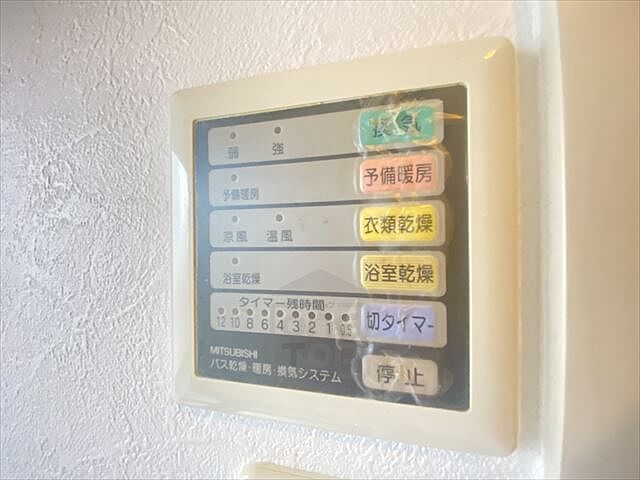 弱 強 換気
予備暖房 予備暖房
涼風 温風 衣類乾燥
浴室乾燥 浴室乾燥
タイマー残時間
12 10 8 6 4 3 2 1 0.5 切タイマー
MITSUBISHI
バス乾燥・暖房・換気システム 停止